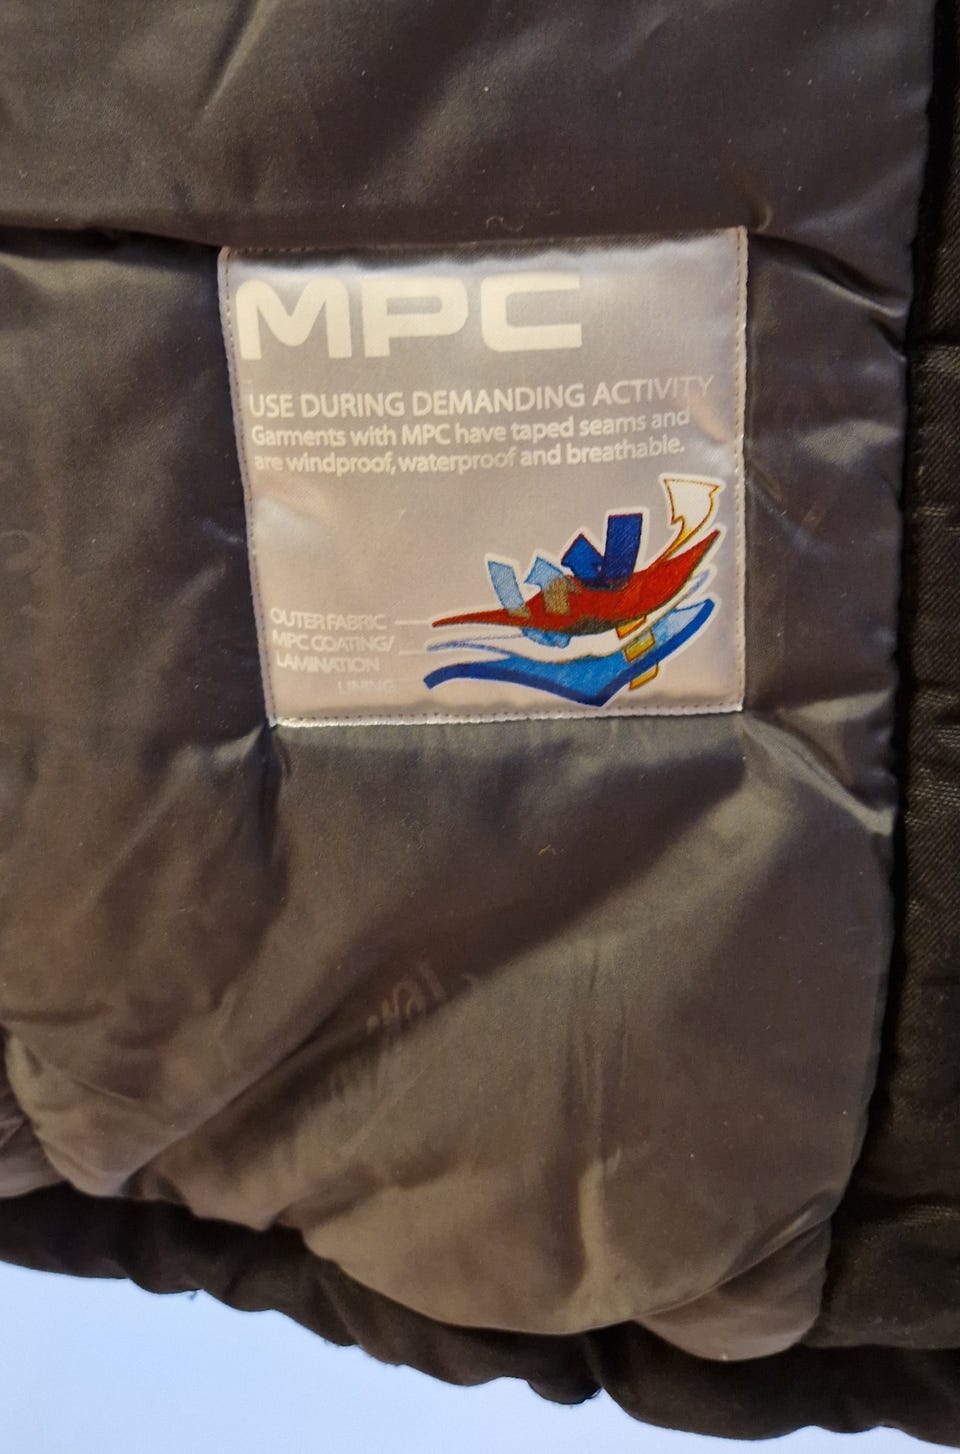 MPC
USE DURING DEMANDING ACTIVITY
Garments with MPC have taped seams and
are windproof, waterproof and breathable.
OUTER FABRIC
MPC COATING/
LAMINATION
LINING